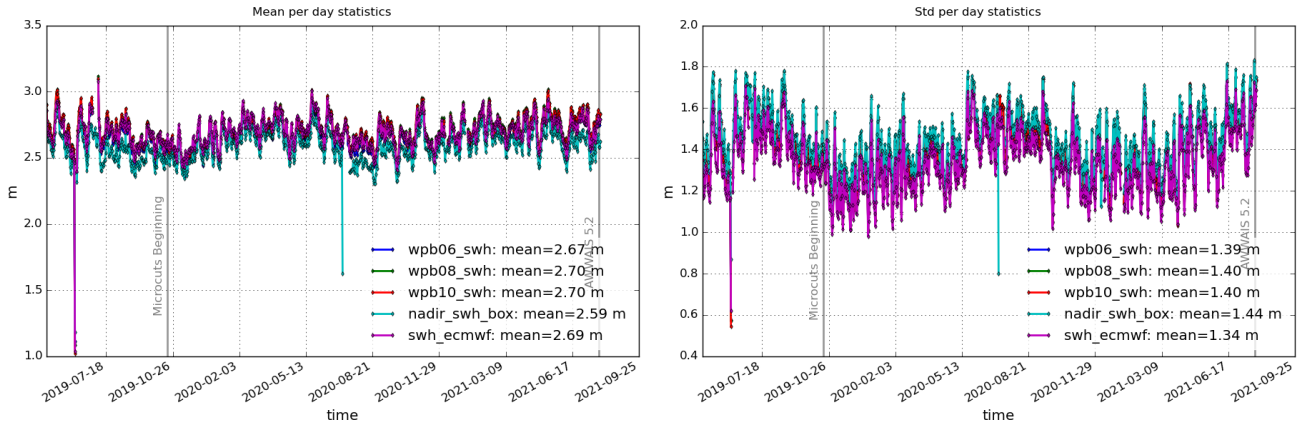 Mean per day statistics
3.5
3.0
2.5
2.0
1.5
1.0
m
Microcuts Beginning
AWWAIS 5.2
wpb06_swh: mean=2.67 m
wpb08_swh: mean=2.70 m
wpb10_swh: mean=2.70 m
nadir_swh_box: mean=2.59 m
swh_ecmwf: mean=2.69 m
2019-07-18
2019-10-26
2020-02-03
2020-05-13
2020-08-21
2020-11-29
2021-03-09
2021-06-17
2021-09-25
time
Std per day statistics
2.0
1.8
1.6
1.4
1.2
1.0
0.8
0.6
0.4
m
Microcuts Beginning
AWWAIS 5.2
wpb06_swh: mean=1.39 m
wpb08_swh: mean=1.40 m
wpb10_swh: mean=1.40 m
nadir_swh_box: mean=1.44 m
swh_ecmwf: mean=1.34 m
2019-07-18
2019-10-26
2020-02-03
2020-05-13
2020-08-21
2020-11-29
2021-03-09
2021-06-17
2021-09-25
time